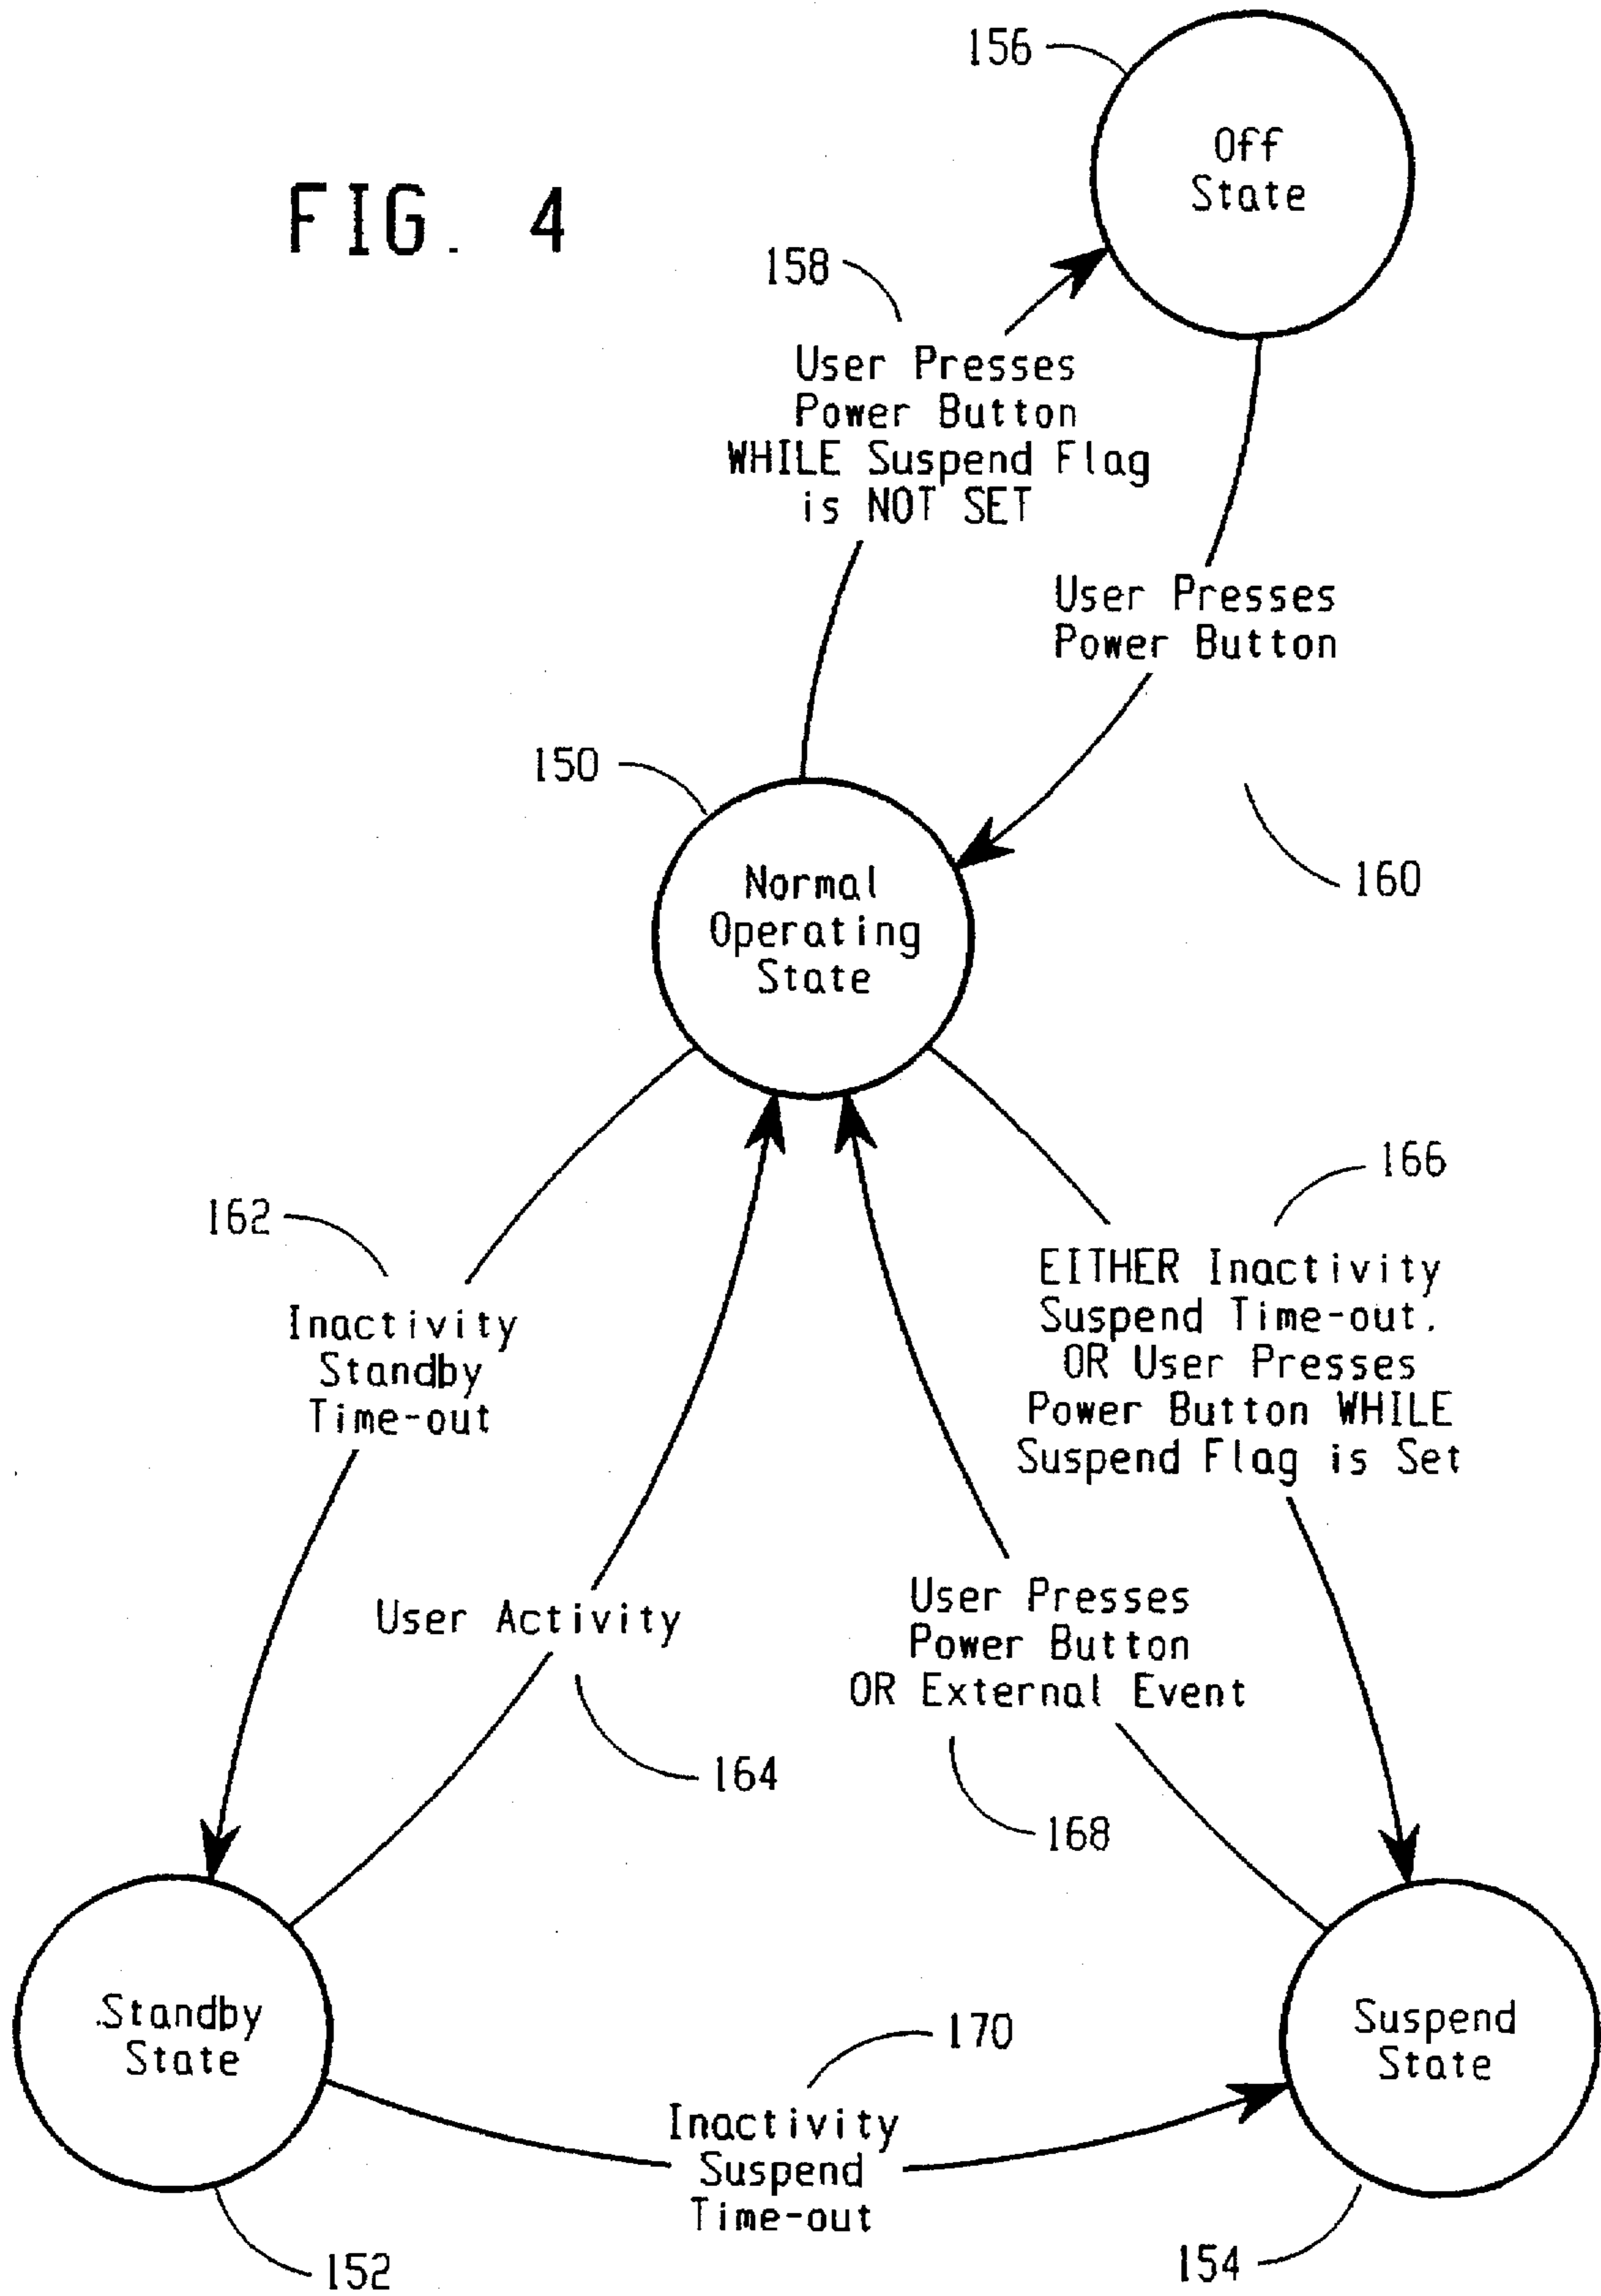 156
Off
State
FIG. 4
158
User Presses
Power Button
WHILE Suspend Flag
is NOT SET
User Presses
Power Button
150
160
Normal
Operating
State
166
162
EITHER Inactivity
Suspend Time-out.
OR User Presses
Power Button WHILE
Suspend Flag is Set
Inactivity
Standby
Time-out
User Activity
User Presses
Power Button
OR External Event
164
168
Standby
State
Suspend
State
170
Inactivity
Suspend
Time-out
152
154